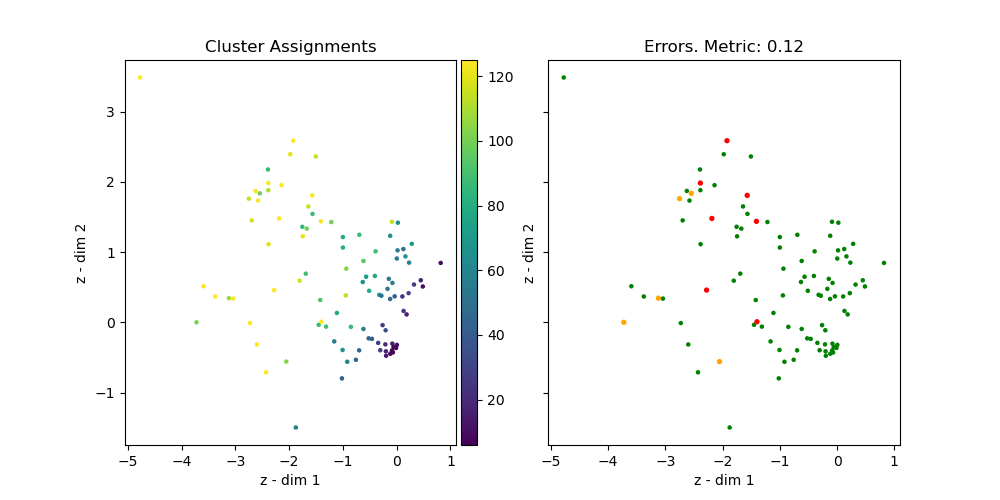 Cluster Assignments
Errors. Metric: 0.12
3
2
1
0
−1
z - dim 2
−5 −4 −3 −2 −1 0 1
z - dim 1
120
100
80
60
40
20
z - dim 2
−5 −4 −3 −2 −1 0 1
z - dim 1